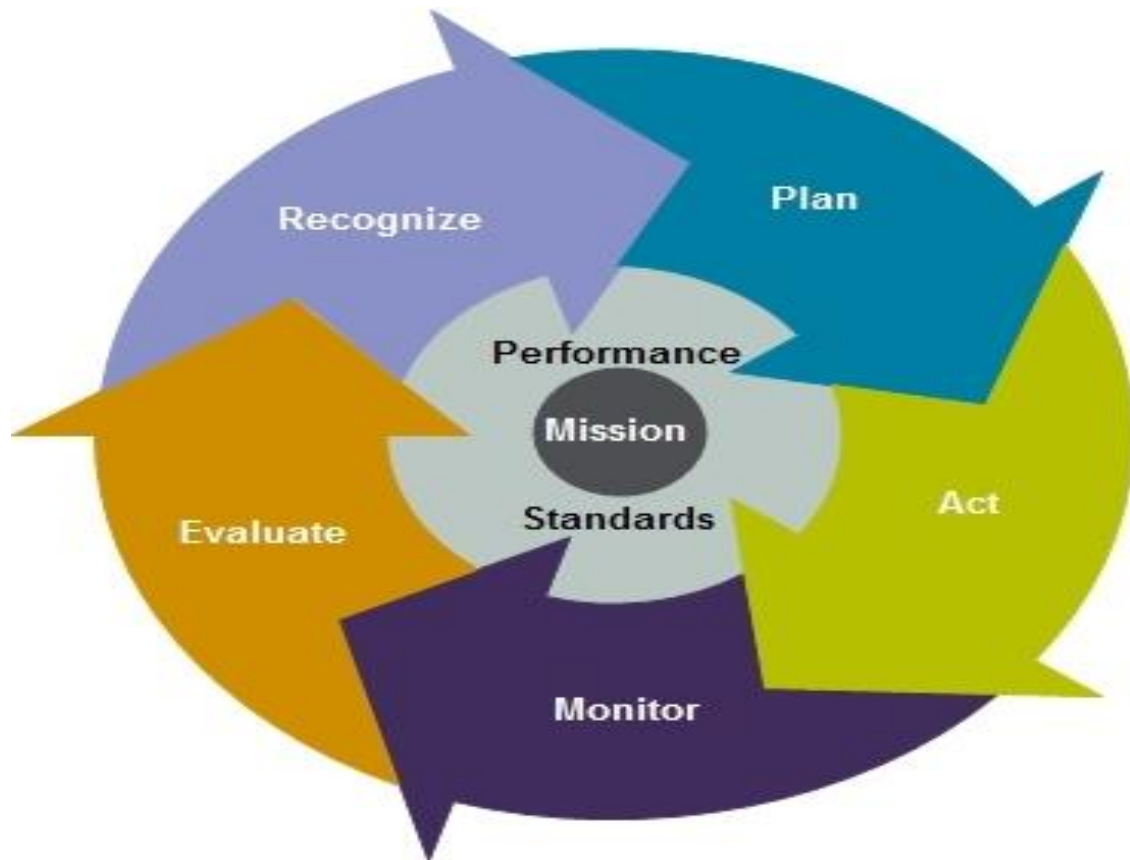 Plan
Recognize
Performance
Mission
Act
Standards
Evaluate
Monitor